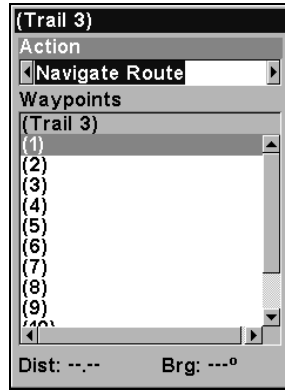 (Trail 3)
Action
Navigate Route
Waypoints
(Trail 3)
(1)
(2)
(3)
(4)
(5)
(6)
(7)
(8)
(9)
(10)
Dist: --.-- Brg: ---º